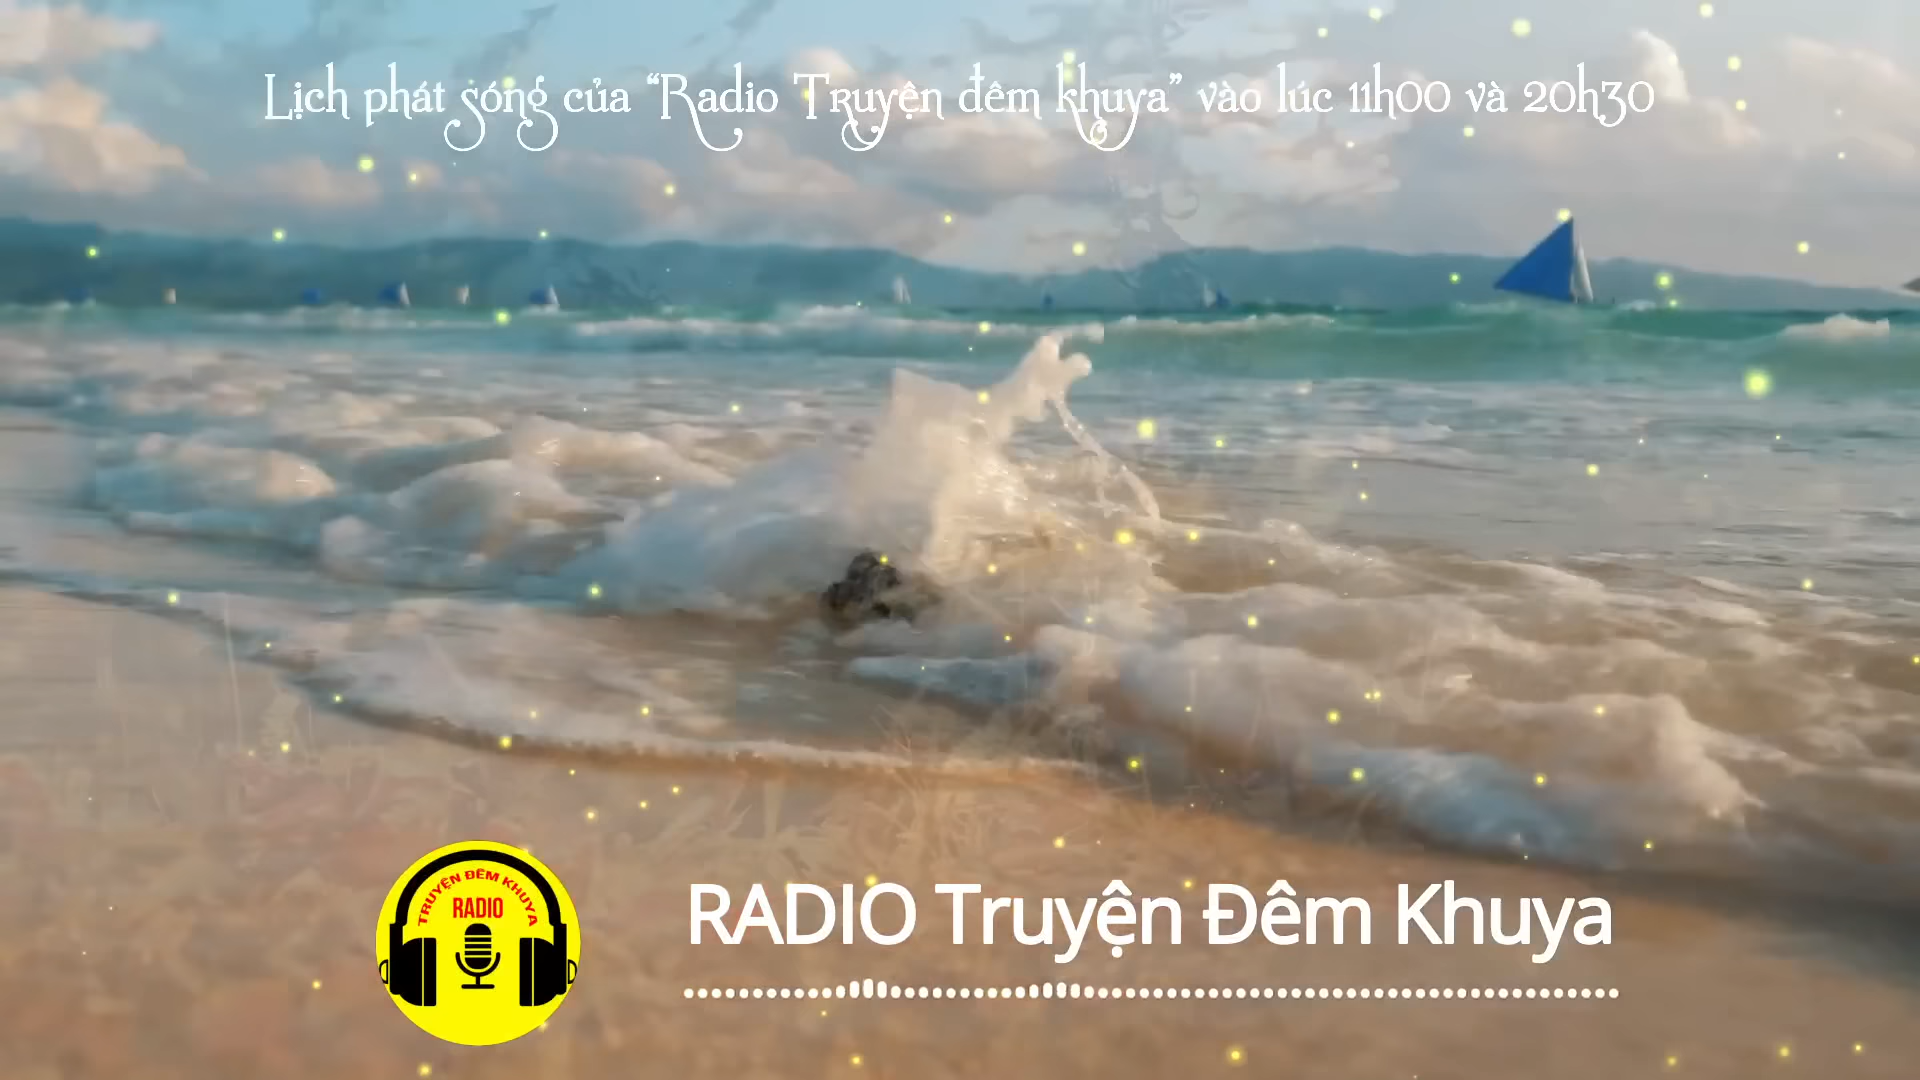 Lịch phát sóng của “Radio Truyện đêm khuya” vào lúc 11h00 và 20h30
TRUYỆN ĐÊM KHUYA
RADIO
RADIO Truyện Đêm Khuya